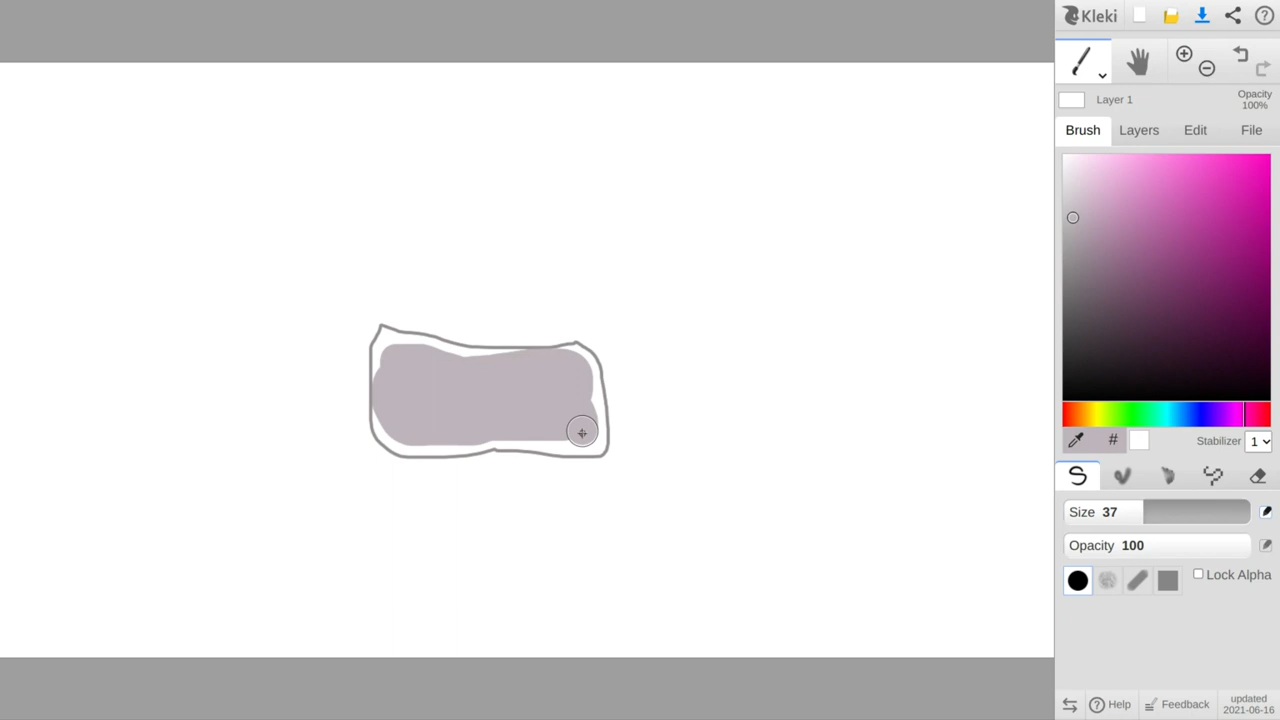 Kleki
Layer 1
Opacity
100%
Brush Layers Edit File
# Stabilizer 1
Size 37
Opacity 100
Lock Alpha
Help Feedback updated
2021-06-16